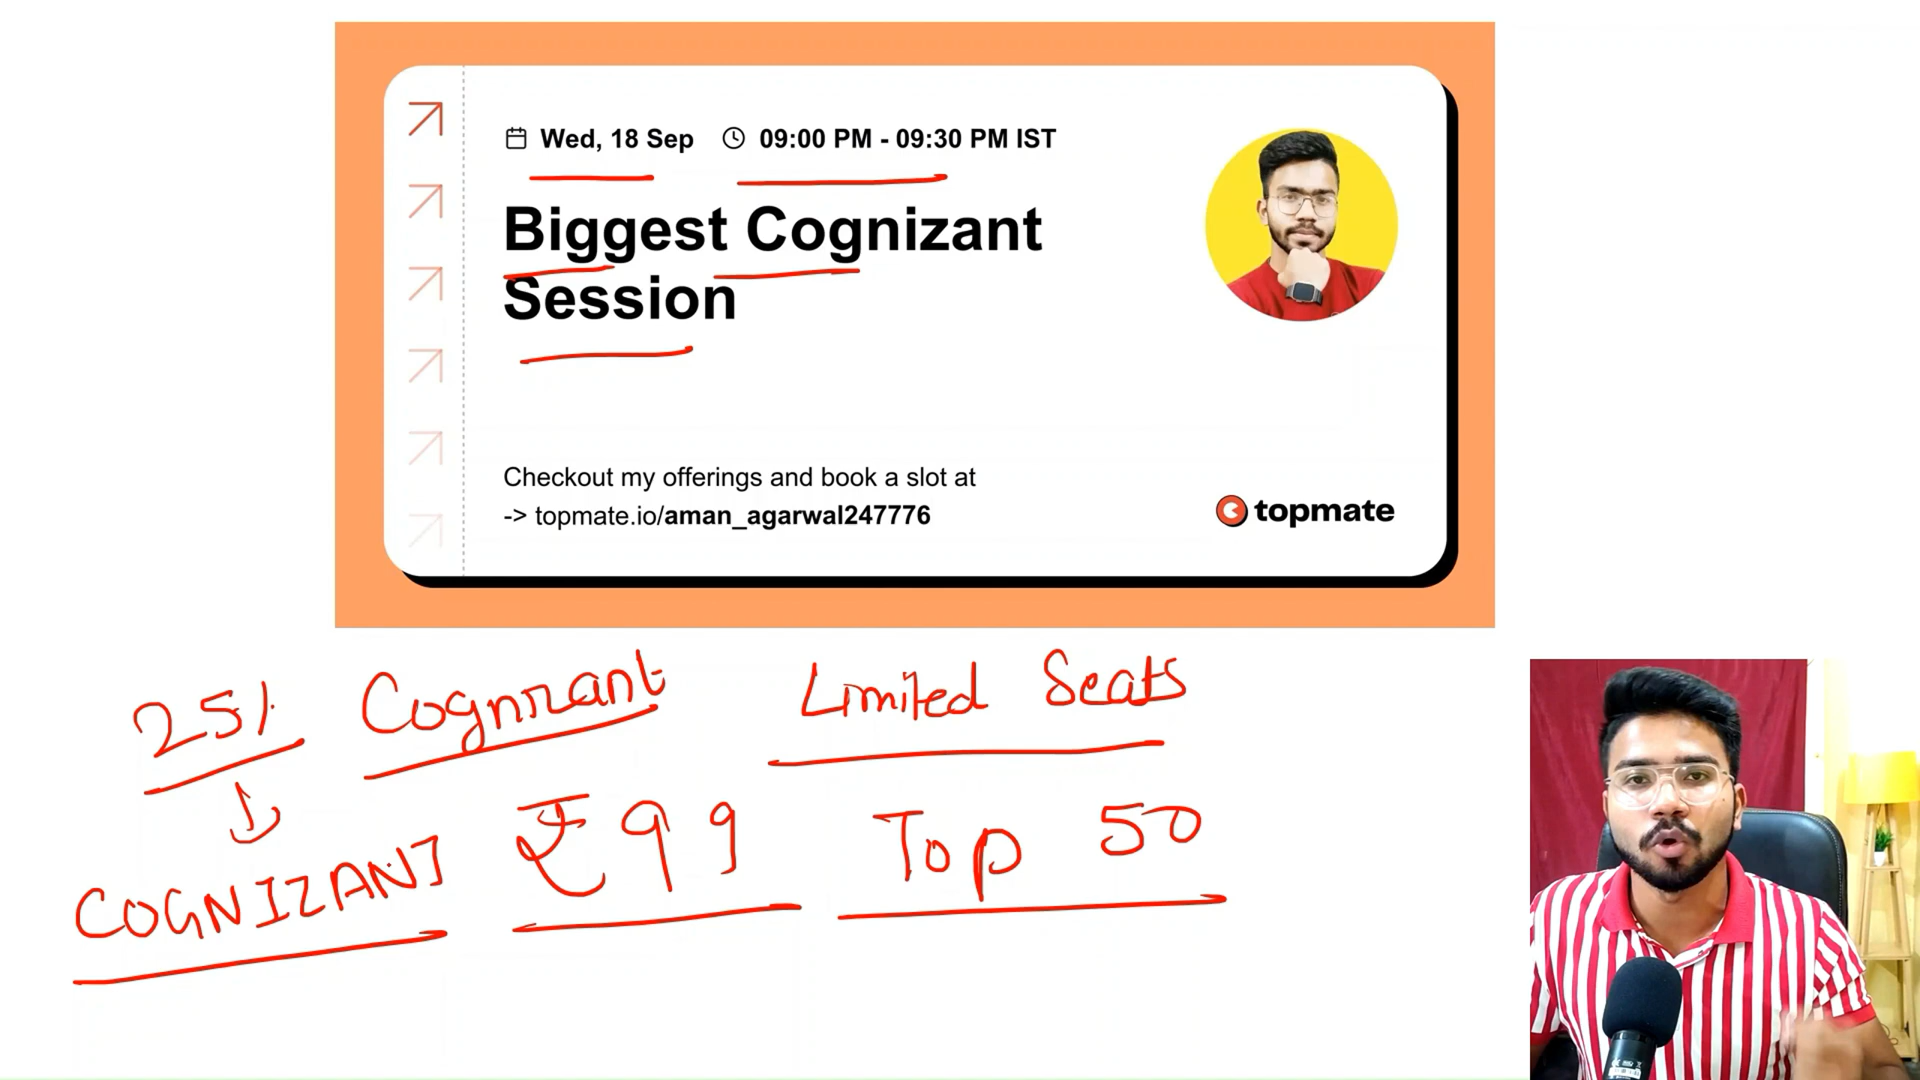 Wed, 18 Sep 09:00 PM - 09:30 PM IST
Biggest Cognizant
Session
Checkout my offerings and book a slot at
-> topmate.io/aman_agarwal247776
topmate
25% Cognizant Limited Seats
COGNIZANT ₹99 Top 50